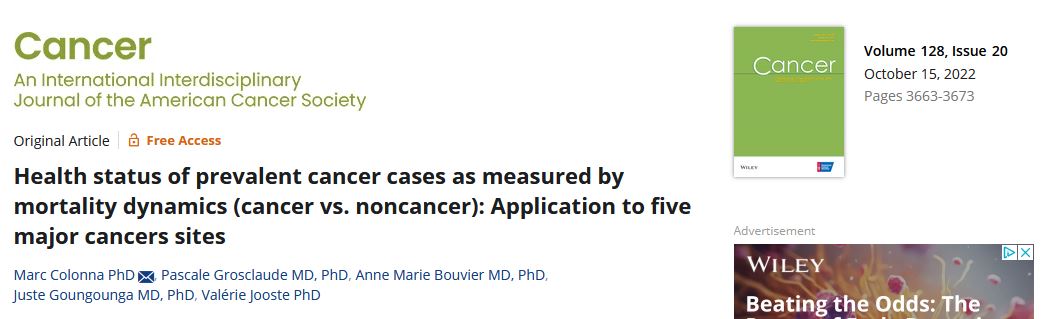 Cancer
An International Interdisciplinary
Journal of the American Cancer Society
Original Article
Free Access
Health status of prevalent cancer cases as measured by
mortality dynamics (cancer vs. noncancer): Application to five
major cancers sites
Marc Colonna PhD, Pascale Grosclaude MD, PhD, Anne Marie Bouvier MD, PhD,
Juste Goungounga MD, PhD, Valérie Jooste PhD
Cancer
WILEY
Volume 128, Issue 20
October 15, 2022
Pages 3663-3673
Advertisement
WILEY
Beating the Odds: The